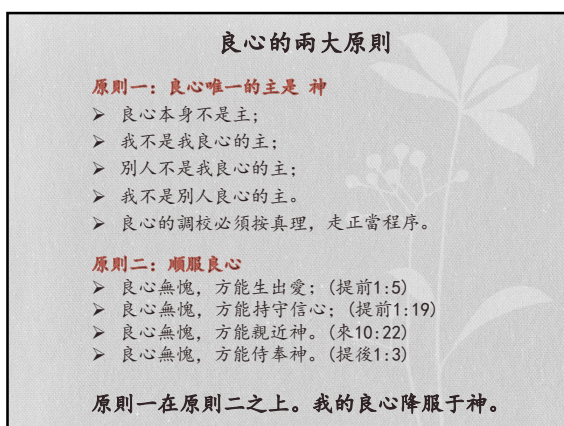 良心的兩大原則
原則一: 良心唯一的主是 神
➢ 良心本身不是主;
➢ 我不是我良心的主;
➢ 別人不是我良心的主;
➢ 我不是別人良心的主。
➢ 良心的調校必須按真理, 走正當程序。
原則二: 順服良心
➢ 良心無愧, 方能生出愛; (提前1:5)
➢ 良心無愧, 方能持守信心; (提前1:19)
➢ 良心無愧, 方能親近神。(來10:22)
➢ 良心無愧, 方能侍奉神。(提後1:3)
原則一在原則二之上。我的良心降服于神。